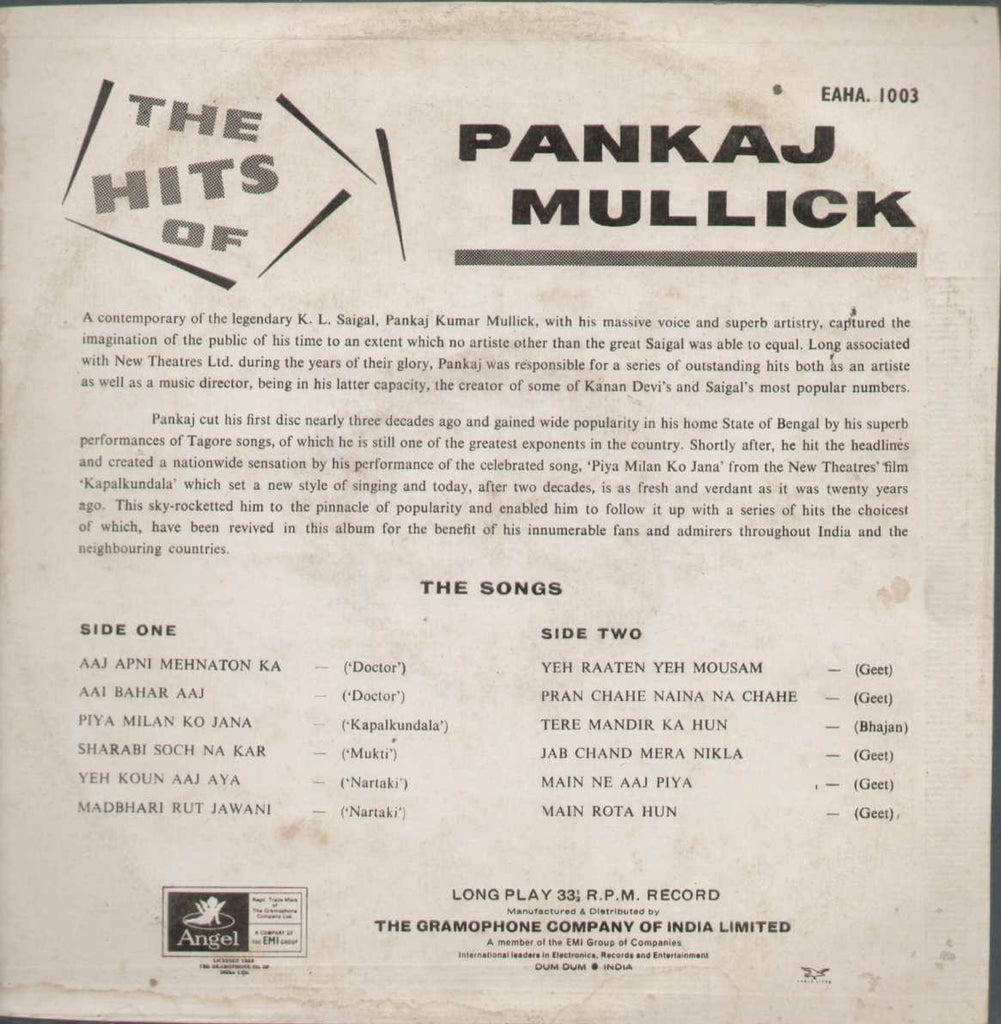 EAHA. 1003
THE
HITS
OF
PANKAJ
MULLICK
A contemporary of the legendary K. L. Saigal, Pankaj Kumar Mullick, with his massive voice and superb artistry, captured the
imagination of the public of his time to an extent which no artiste other than the great Saigal was able to equal. Long associated
with New Theatres Ltd. during the years of their glory, Pankaj was responsible for a series of outstanding hits both as an artiste
as well as a music director, being in his latter capacity, the creator of some of Kanan Devi's and Saigal's most popular numbers.
Pankaj cut his first disc nearly three decades ago and gained wide popularity in his home State of Bengal by his superb
performances of Tagore songs, of which he is still one of the greatest exponents in the country. Shortly after, he hit the headlines
and created a nationwide sensation by his performance of the celebrated song, 'Piya Milan Ko Jana' from the New Theatres' film
'Kapalkundala' which set a new style of singing and today, after two decades, is as fresh and verdant as it was twenty years
ago. This sky-rocketted him to the pinnacle of popularity and enabled him to follow it up with a series of hits the choicest
of which, have been revived in this album for the benefit of his innumerable fans and admirers throughout India and the
neighbouring countries.
THE SONGS
SIDE ONE
AAJ APNI MEHNATON KA — ('Doctor')
AAI BAHAR AAJ — ('Doctor')
PIYA MILAN KO JANA — ('Kapalkundala')
SHARABI SOCH NA KAR — ('Mukti')
YEH KOUN AAJ AYA — ('Nartaki')
MADBHARI RUT JAWANI — ('Nartaki')
SIDE TWO
YEH RAATEN YEH MOUSAM — (Geet)
PRAN CHAHE NAINA NA CHAHE — (Geet)
TERE MANDIR KA HUN — (Bhajan)
JAB CHAND MERA NIKLA — (Geet)
MAIN NE AAJ PIYA — (Geet)
MAIN ROTA HUN — (Geet)
Angel
Regd. Trade Mark
of
The Gramophone
Company Ltd.
A COMPANY OF
THE EMI GROUP
LONG PLAY 33⅓ R.P.M. RECORD
Manufactured & Distributed by
THE GRAMOPHONE COMPANY OF INDIA LIMITED
A member of the EMI Group of Companies
International leaders in Electronics, Records and Entertainment
DUM DUM ● INDIA